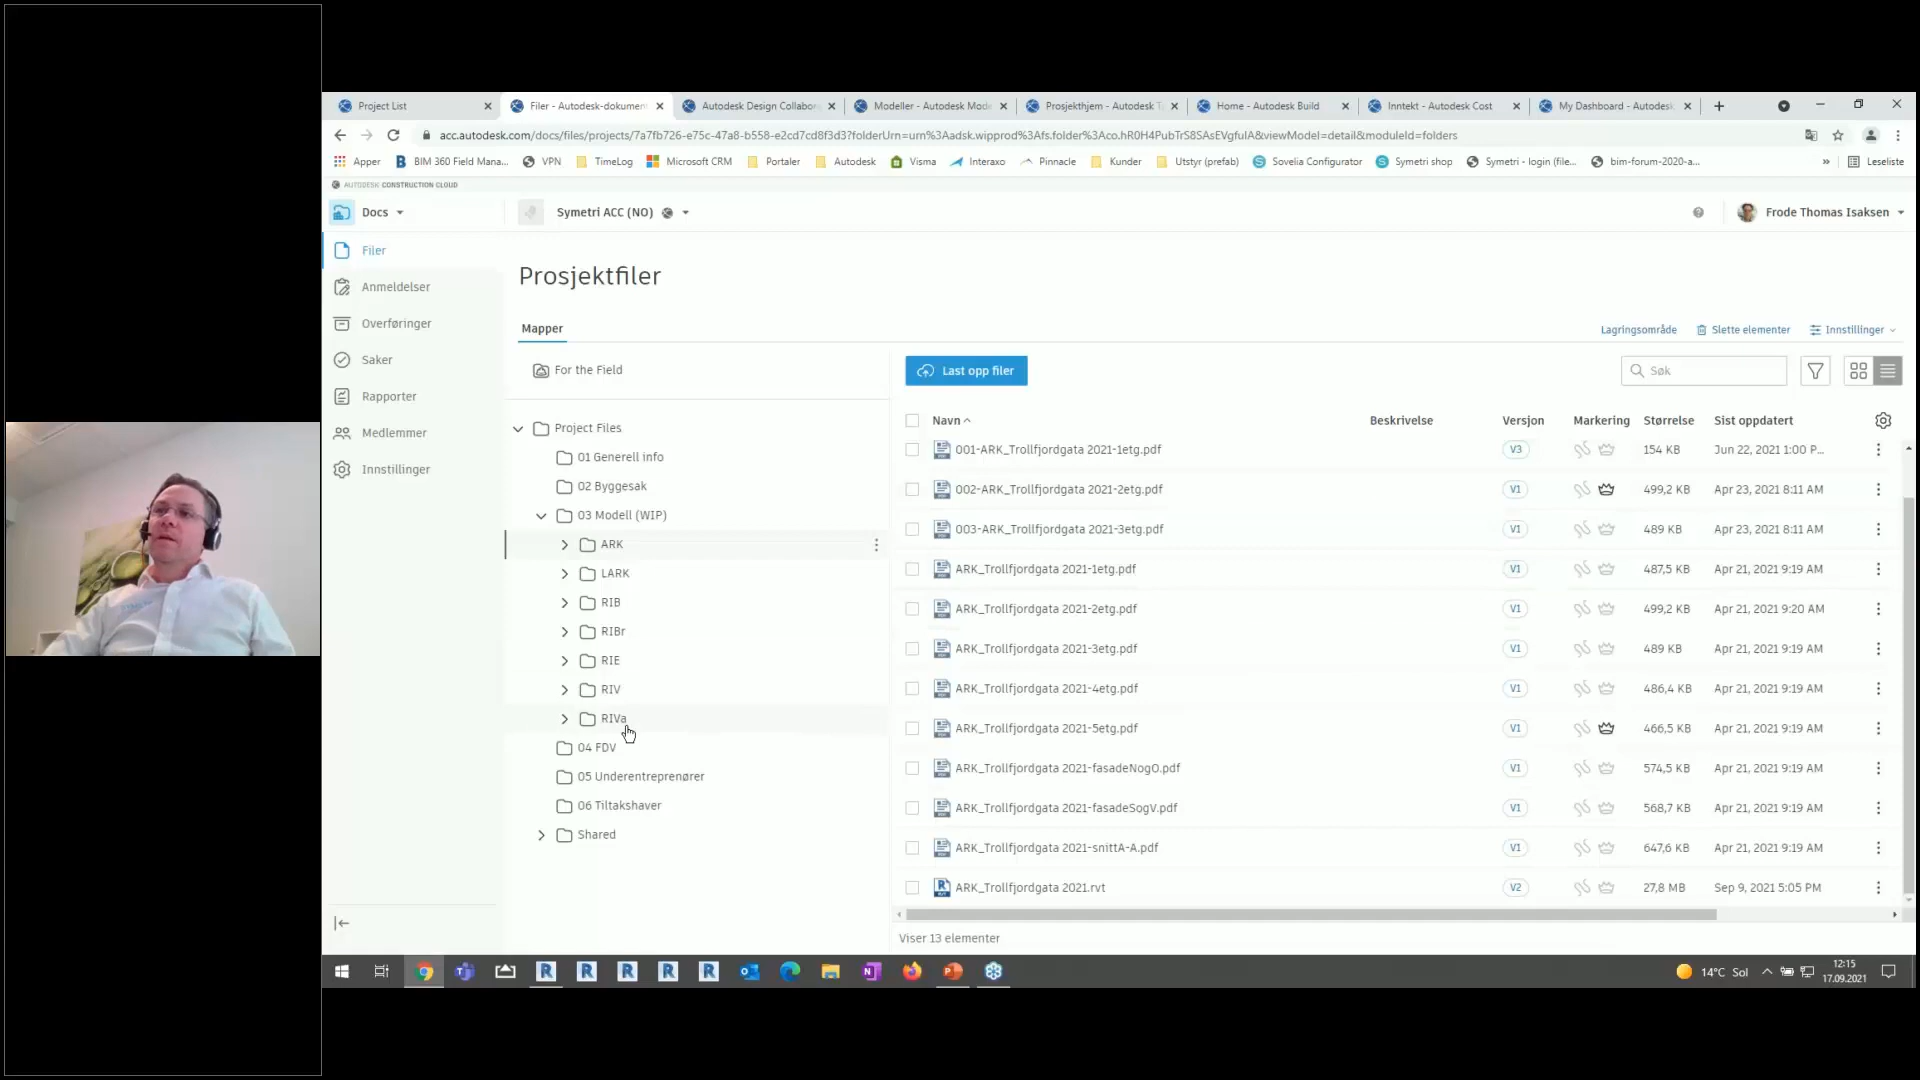 Project List
Filer - Autodesk-dokumen
Autodesk Design Collabor
Modeller - Autodesk Mode
Prosjekthjem - Autodesk T
Home - Autodesk Build
Inntekt - Autodesk Cost
My Dashboard - Autodesk
acc.autodesk.com/docs/files/projects/7a7fb726-e75c-47a8-b558-e2cd7cd8f3d3?folderUrn=urn%3Aadsk.wipprod%3Afs.folder%3Aco.hR0H4PubTrS8SAsEVgfulA&viewModel=detail&moduleId=folders
Apper
BIM 360 Field Mana...
VPN
TimeLog
Microsoft CRM
Portaler
Autodesk
Visma
Interaxo
Pinnacle
Kunder
Utstyr (prefab)
Sovelia Configurator
Symetri shop
Symetri - login (file...
bim-forum-2020-a...
Leseliste
AUTODESK CONSTRUCTION CLOUD
Docs
Symetri ACC (NO)
Frode Thomas Isaksen
Filer
Anmeldelser
Overføringer
Saker
Rapporter
Medlemmer
Innstillinger
Prosjektfiler
Mapper
Lagringsområde
Slette elementer
Innstillinger
For the Field
Last opp filer
Søk
Project Files
01 Generell info
02 Byggesak
03 Modell (WIP)
ARK
LARK
RIB
RIBr
RIE
RIV
RIVa
04 FDV
05 Underentreprenører
06 Tiltakshaver
Shared
Navn Beskrivelse Versjon Markering Størrelse Sist oppdatert
001-ARK_Trollfjordgata 2021-1etg.pdf V3 154 KB Jun 22, 2021 1:00 P...
002-ARK_Trollfjordgata 2021-2etg.pdf V1 499,2 KB Apr 23, 2021 8:11 AM
003-ARK_Trollfjordgata 2021-3etg.pdf V1 489 KB Apr 23, 2021 8:11 AM
ARK_Trollfjordgata 2021-1etg.pdf V1 487,5 KB Apr 21, 2021 9:19 AM
ARK_Trollfjordgata 2021-2etg.pdf V1 499,2 KB Apr 21, 2021 9:20 AM
ARK_Trollfjordgata 2021-3etg.pdf V1 489 KB Apr 21, 2021 9:19 AM
ARK_Trollfjordgata 2021-4etg.pdf V1 486,4 KB Apr 21, 2021 9:19 AM
ARK_Trollfjordgata 2021-5etg.pdf V1 466,5 KB Apr 21, 2021 9:19 AM
ARK_Trollfjordgata 2021-fasadeNogO.pdf V1 574,5 KB Apr 21, 2021 9:19 AM
ARK_Trollfjordgata 2021-fasadeSogV.pdf V1 568,7 KB Apr 21, 2021 9:19 AM
ARK_Trollfjordgata 2021-snittA-A.pdf V1 647,6 KB Apr 21, 2021 9:19 AM
ARK_Trollfjordgata 2021.rvt V2 27,8 MB Sep 9, 2021 5:05 PM
Viser 13 elementer
14°C Sol
12:15
17.09.2021